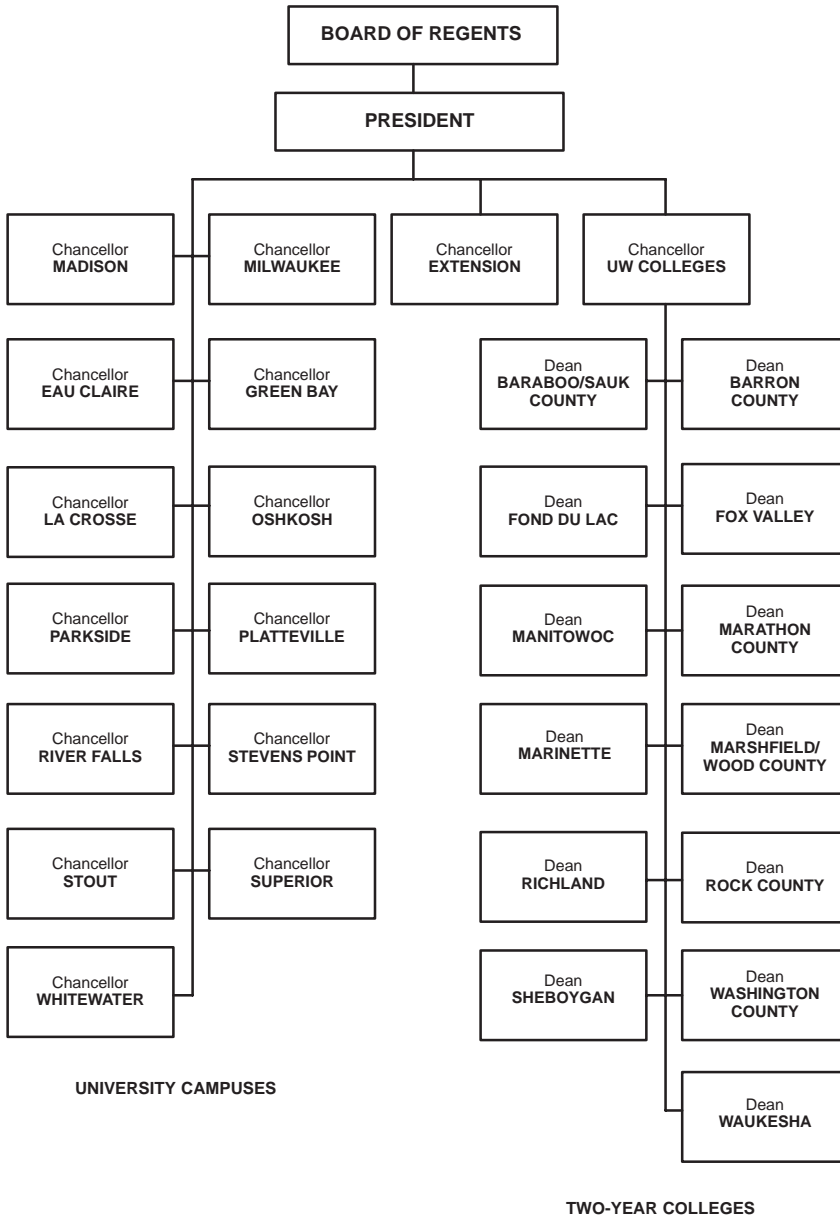 BOARD OF REGENTS
PRESIDENT
Chancellor
MADISON
Chancellor
MILWAUKEE
Chancellor
EXTENSION
Chancellor
UW COLLEGES
Chancellor
EAU CLAIRE
Chancellor
GREEN BAY
Chancellor
LA CROSSE
Chancellor
OSHKOSH
Chancellor
PARKSIDE
Chancellor
PLATTEVILLE
Chancellor
RIVER FALLS
Chancellor
STEVENS POINT
Chancellor
STOUT
Chancellor
SUPERIOR
Chancellor
WHITEWATER
UNIVERSITY CAMPUSES
Dean
BARABOO/SAUK
COUNTY
Dean
BARRON
COUNTY
Dean
FOND DU LAC
Dean
FOX VALLEY
Dean
MANITOWOC
Dean
MARATHON
COUNTY
Dean
MARINETTE
Dean
MARSHFIELD/
WOOD COUNTY
Dean
RICHLAND
Dean
ROCK COUNTY
Dean
SHEBOYGAN
Dean
WASHINGTON
COUNTY
Dean
WAUKESHA
TWO-YEAR COLLEGES